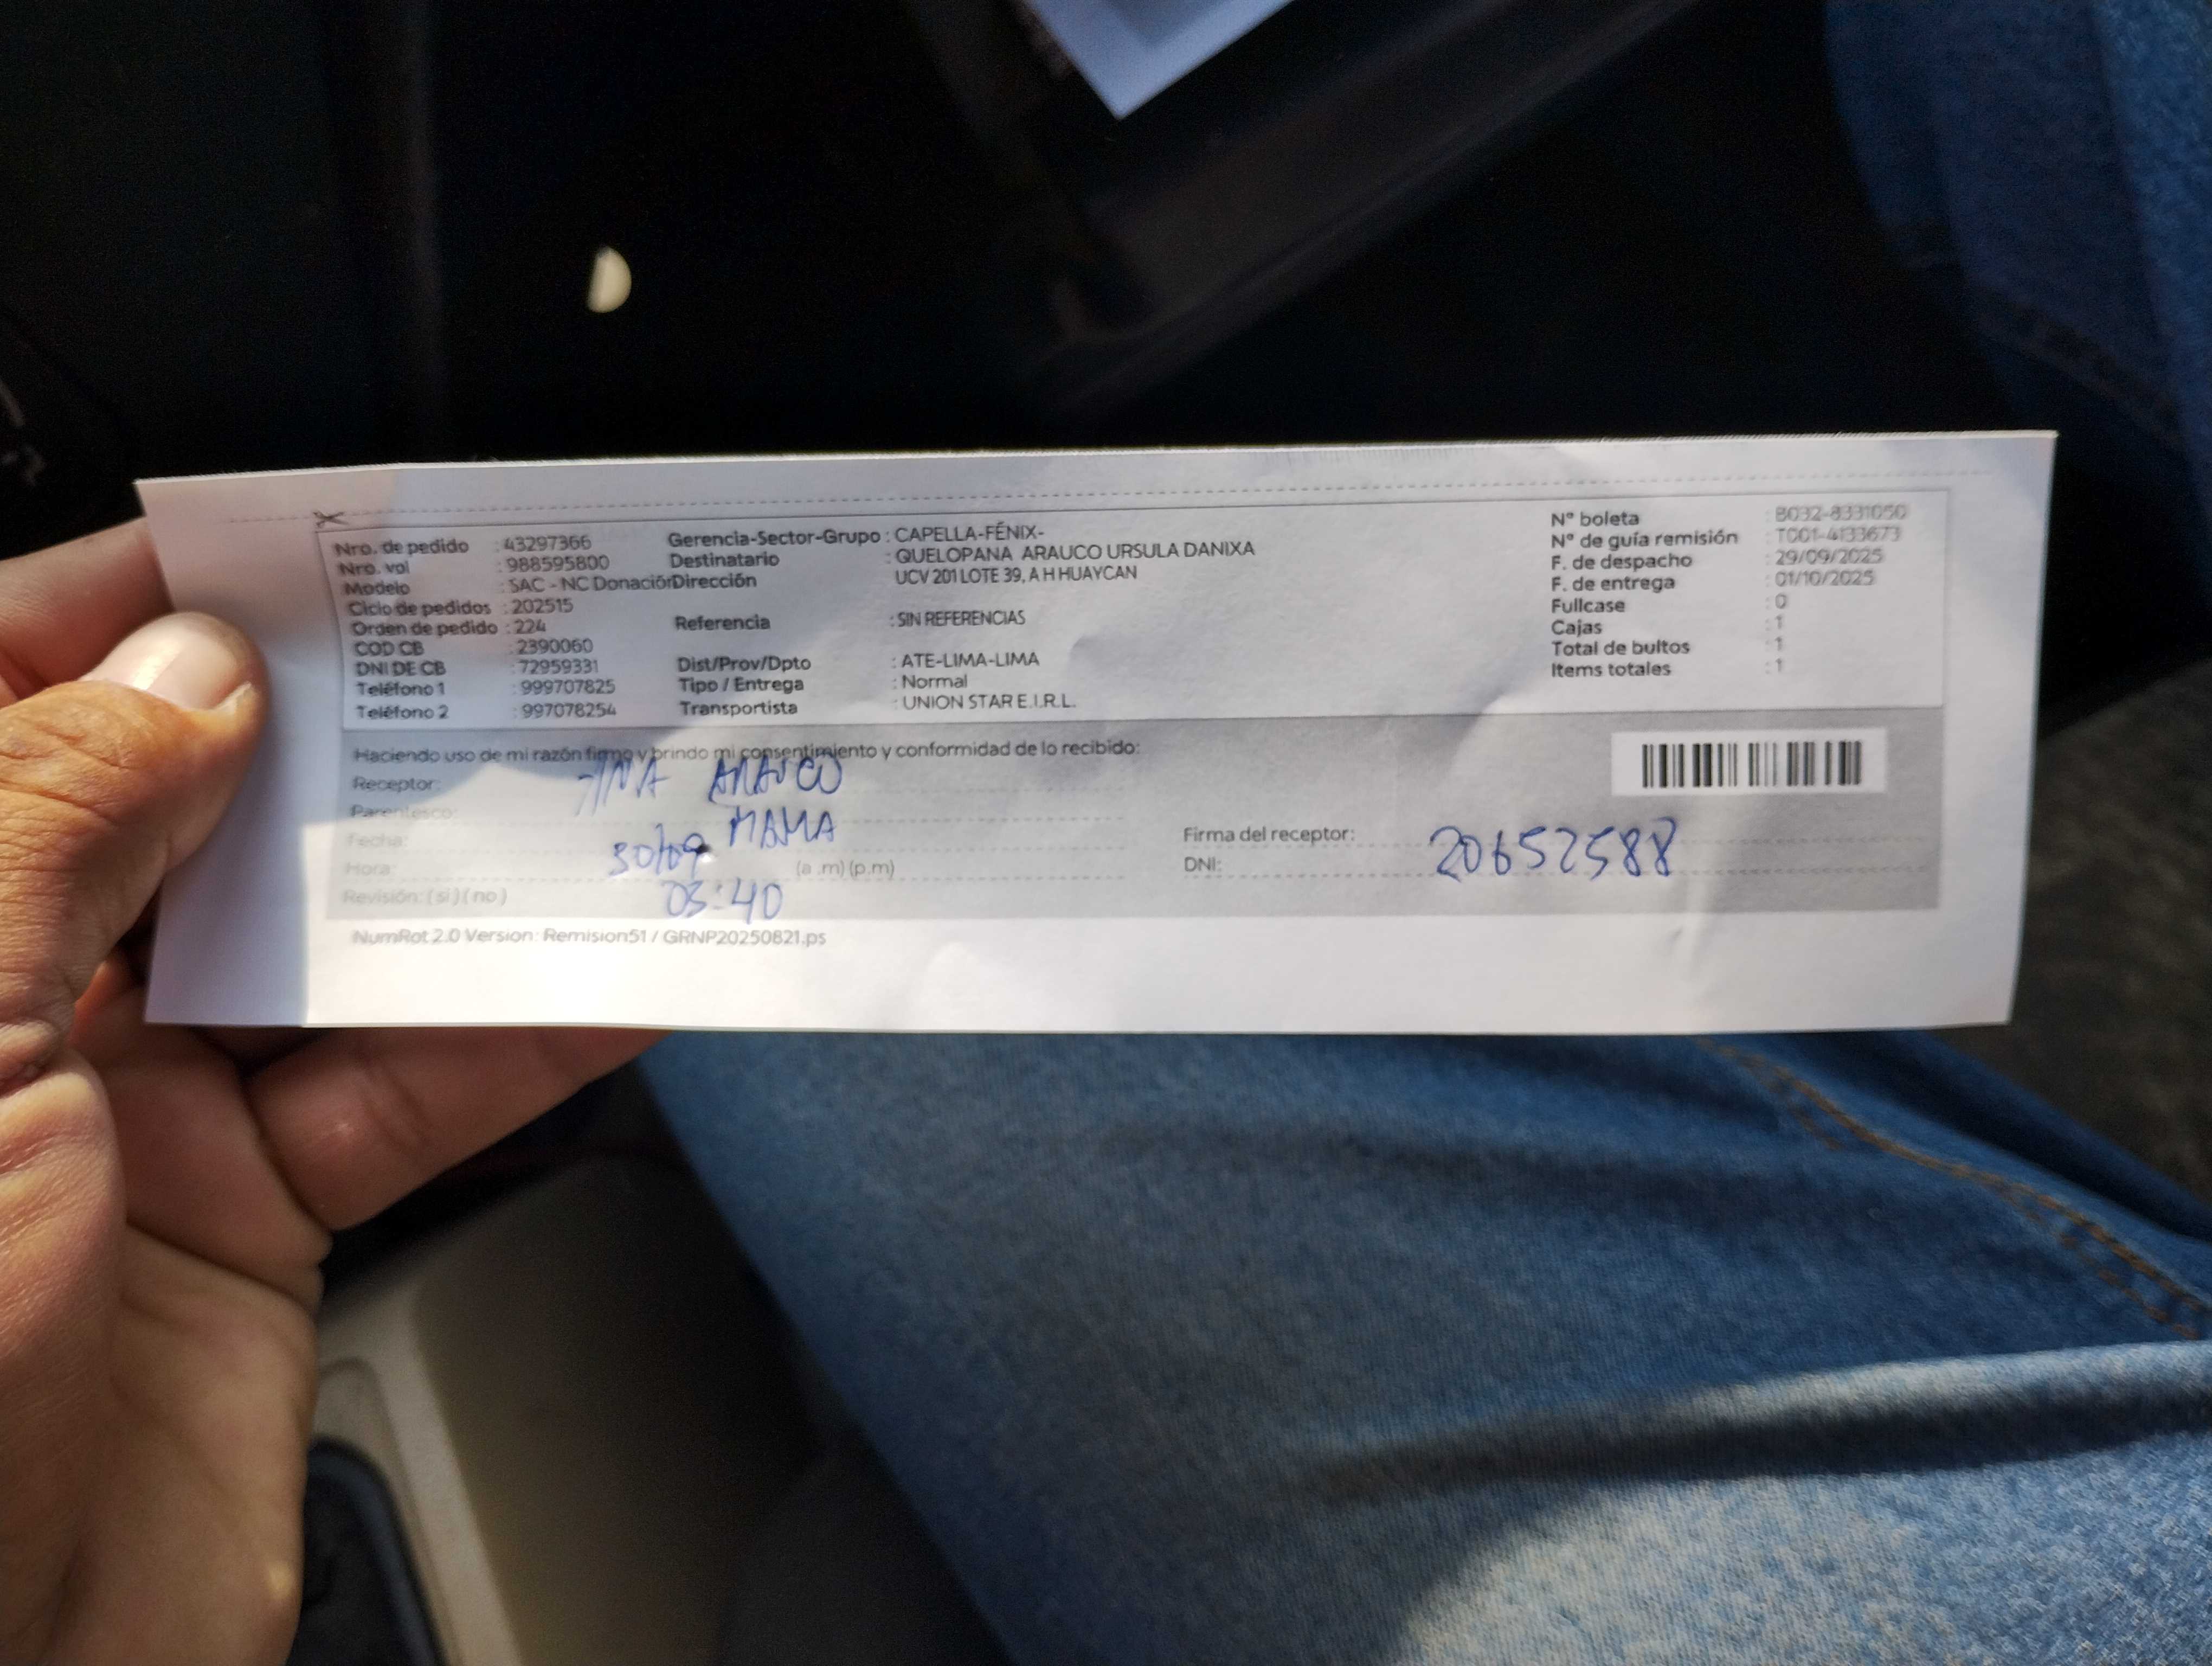 Nro. de pedido : 43297366
Nro. vol : 988595800
Modelo : SAC - NC Donación
Ciclo de pedidos : 202515
Orden de pedido : 224
COD CB : 2390060
DNI DE CB : 72959331
Teléfono 1 : 999707825
Teléfono 2 : 997078254
Gerencia-Sector-Grupo : CAPELLA-FÉNIX-
Destinatario : QUELOPANA ARAUCO URSULA DANIXA
Dirección UCV 201 LOTE 39, A H HUAYCAN
Referencia : SIN REFERENCIAS
Dist/Prov/Dpto : ATE-LIMA-LIMA
Tipo / Entrega : Normal
Transportista : UNION STAR E.I.R.L.
N° boleta : B032-8331050
N° de guía remisión : T001-4133673
F. de despacho : 29/09/2025
F. de entrega : 01/10/2025
Fullcase : 0
Cajas : 1
Total de bultos : 1
Items totales : 1
Haciendo uso de mi razón firmo y brindo mi consentimiento y conformidad de lo recibido:
Receptor: ANA ARAUCO
Parentesco: MAMA
Fecha: 30/09
Hora: 03:40 (a .m) (p.m)
Revisión: ( si ) ( no )
Firma del receptor:
DNI: 20652588
NumRot 2.0 Version: Remision51 / GRNP20250821.ps